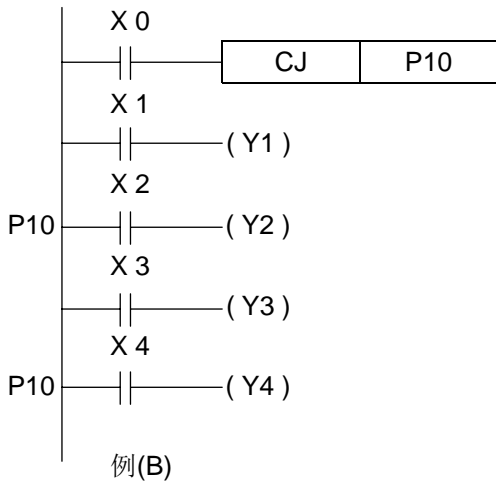 X 0
CJ P10
X 1
( Y1 )
X 2
P10 ( Y2 )
X 3
( Y3 )
X 4
P10 ( Y4 )
例(B)